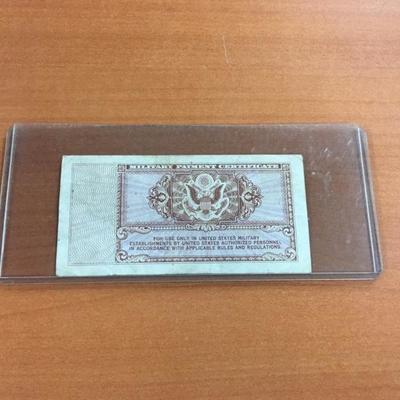 MILITARY PAYMENT CERTIFICATE
FOR USE ONLY IN UNITED STATES MILITARY
ESTABLISHMENTS BY UNITED STATES AUTHORIZED PERSONNEL
IN ACCORDANCE WITH APPLICABLE RULES AND REGULATIONS.